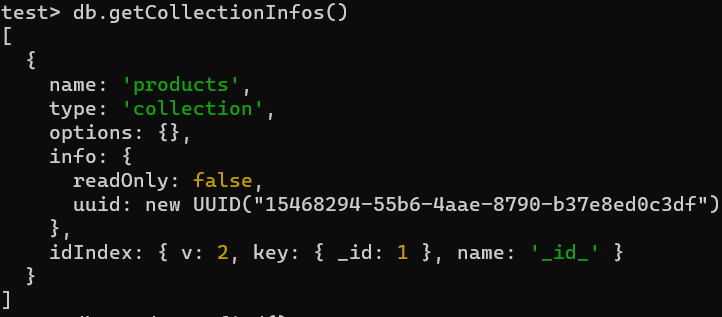 test> db.getCollectionInfos()
[
  {
    name: 'products',
    type: 'collection',
    options: {},
    info: {
      readOnly: false,
      uuid: new UUID("15468294-55b6-4aae-8790-b37e8ed0c3df")
    },
    idIndex: { v: 2, key: { _id: 1 }, name: '_id_' }
  }
]